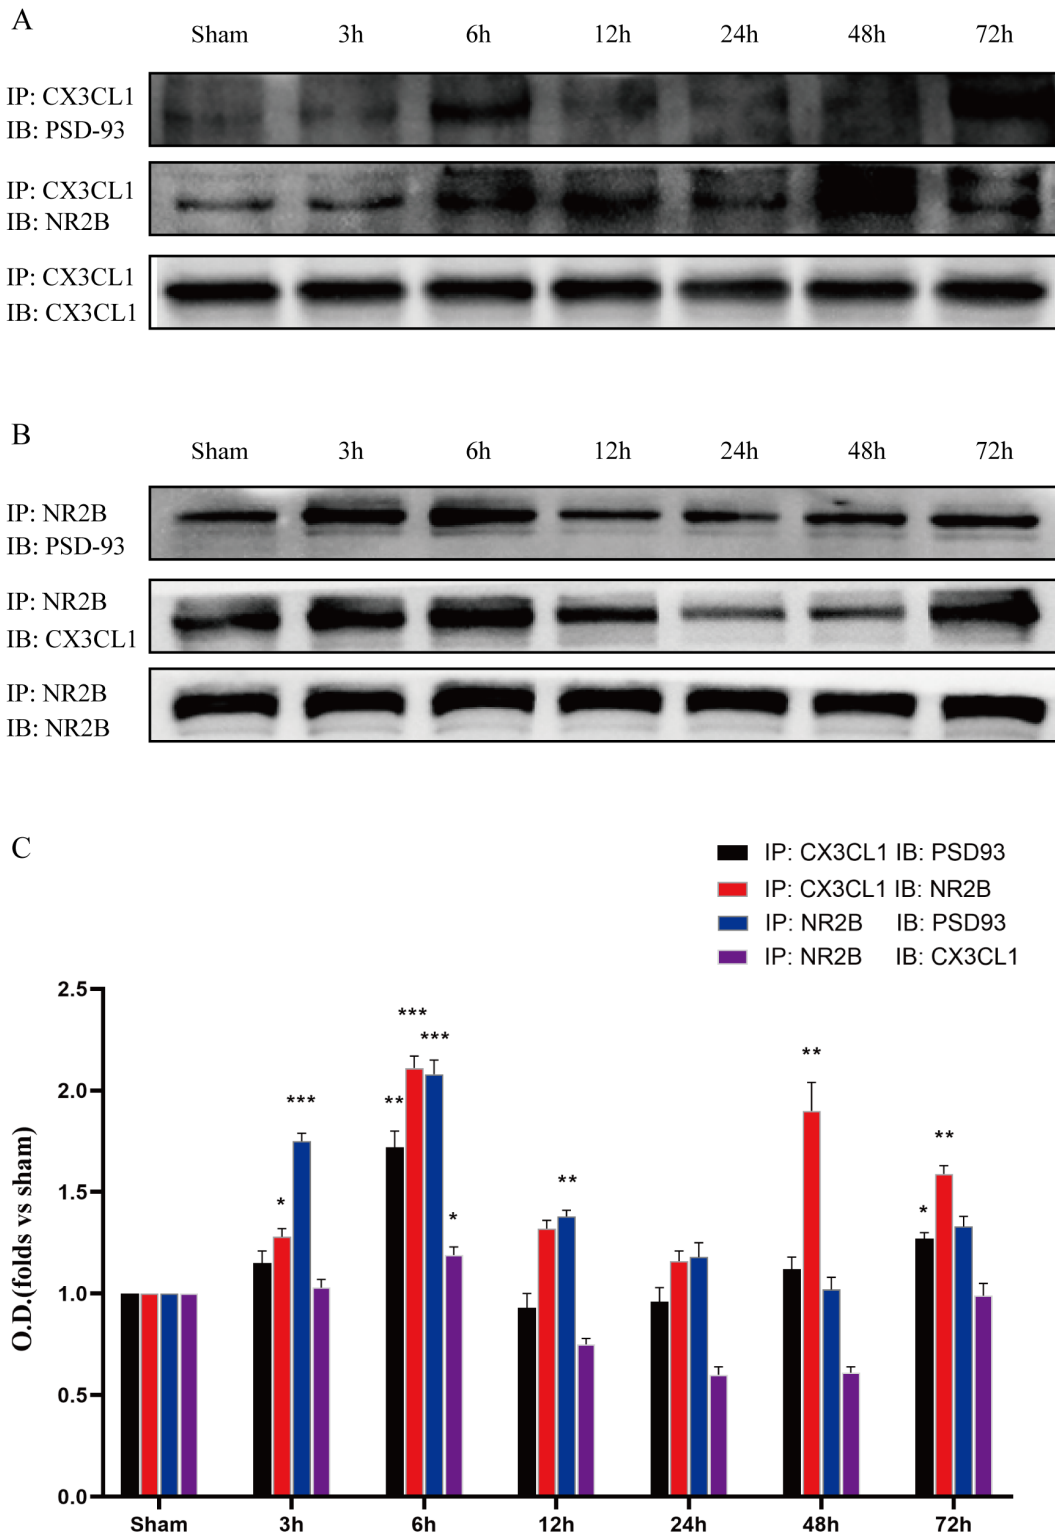 A
Sham 3h 6h 12h 24h 48h 72h
IP: CX3CL1
IB: PSD-93
IP: CX3CL1
IB: NR2B
IP: CX3CL1
IB: CX3CL1
B
Sham 3h 6h 12h 24h 48h 72h
IP: NR2B
IB: PSD-93
IP: NR2B
IB: CX3CL1
IP: NR2B
IB: NR2B
C
IP: CX3CL1 IB: PSD93
IP: CX3CL1 IB: NR2B
IP: NR2B IB: PSD93
IP: NR2B IB: CX3CL1
O.D.(folds vs sham)
2.5
2.0
1.5
1.0
0.5
0.0
* *** ** *** *** * ** ** * **
Sham 3h 6h 12h 24h 48h 72h